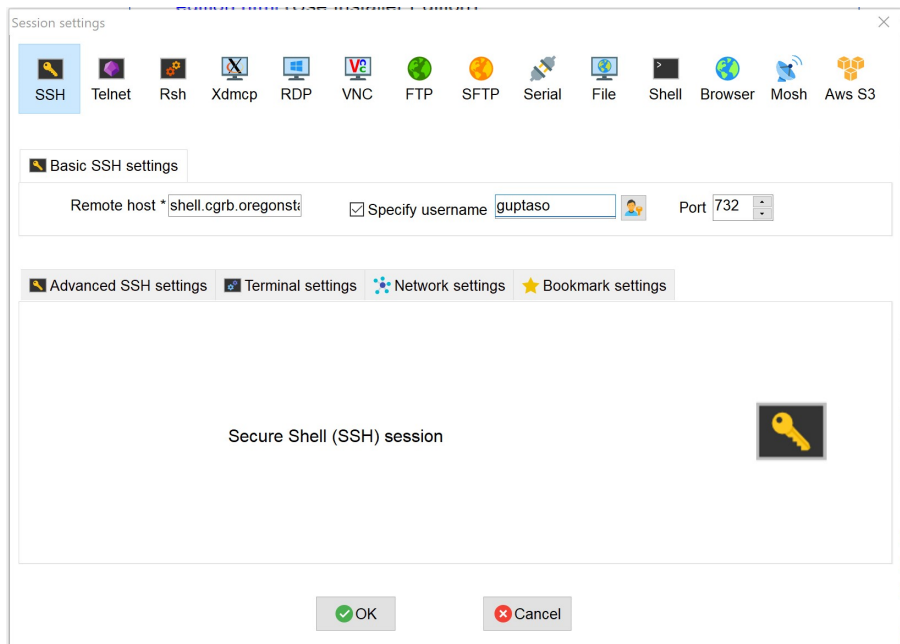 Session settings
SSH Telnet Rsh Xdmcp RDP VNC FTP SFTP Serial File Shell Browser Mosh Aws S3
Basic SSH settings
Remote host * shell.cgrb.oregonsta Specify username guptaso Port 732
Advanced SSH settings Terminal settings Network settings Bookmark settings
Secure Shell (SSH) session
OK Cancel